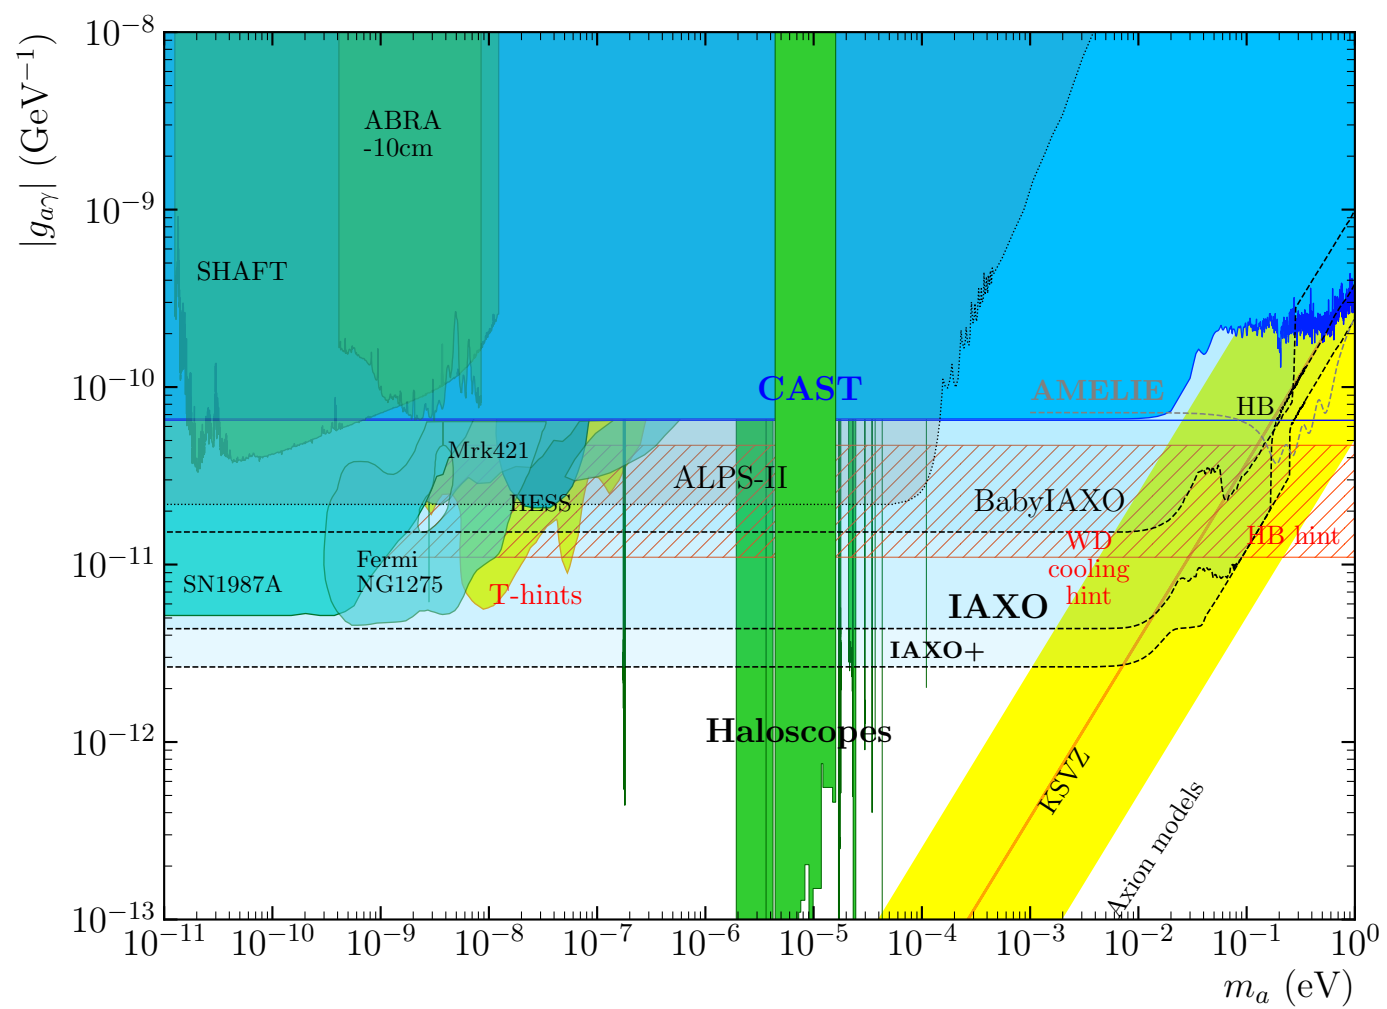 |g_{aγ}| (GeV^{−1})
10^{−8}
10^{−9}
10^{−10}
10^{−11}
10^{−12}
10^{−13}
ABRA
-10cm
SHAFT
CAST
AMELIE
HB
Mrk421
ALPS-II
HESS
BabyIAXO
WD
cooling
hint
HB hint
Fermi
NG1275
SN1987A
T-hints
IAXO
IAXO+
Haloscopes
KSVZ
Axion models
10^{−11}
10^{−10}
10^{−9}
10^{−8}
10^{−7}
10^{−6}
10^{−5}
10^{−4}
10^{−3}
10^{−2}
10^{−1}
10^{0}
m_a (eV)